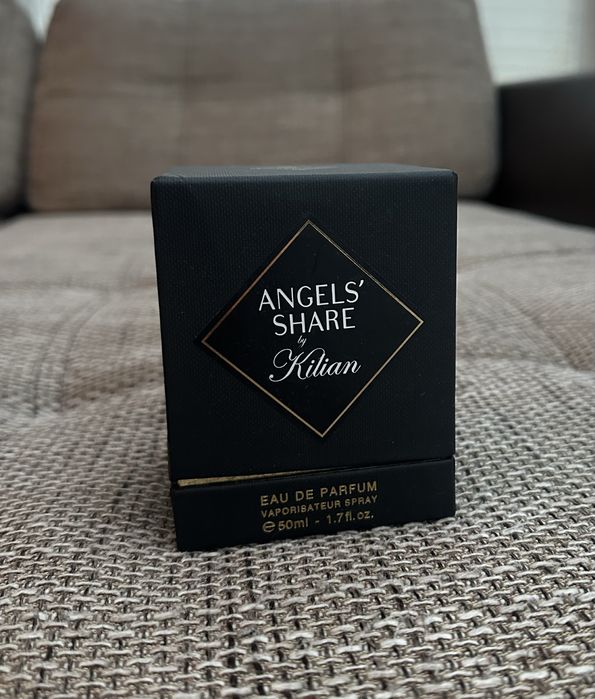 ANGELS'
SHARE
by
Kilian
EAU DE PARFUM
VAPORISATEUR SPRAY
℮50ml - 1.7fl.oz.